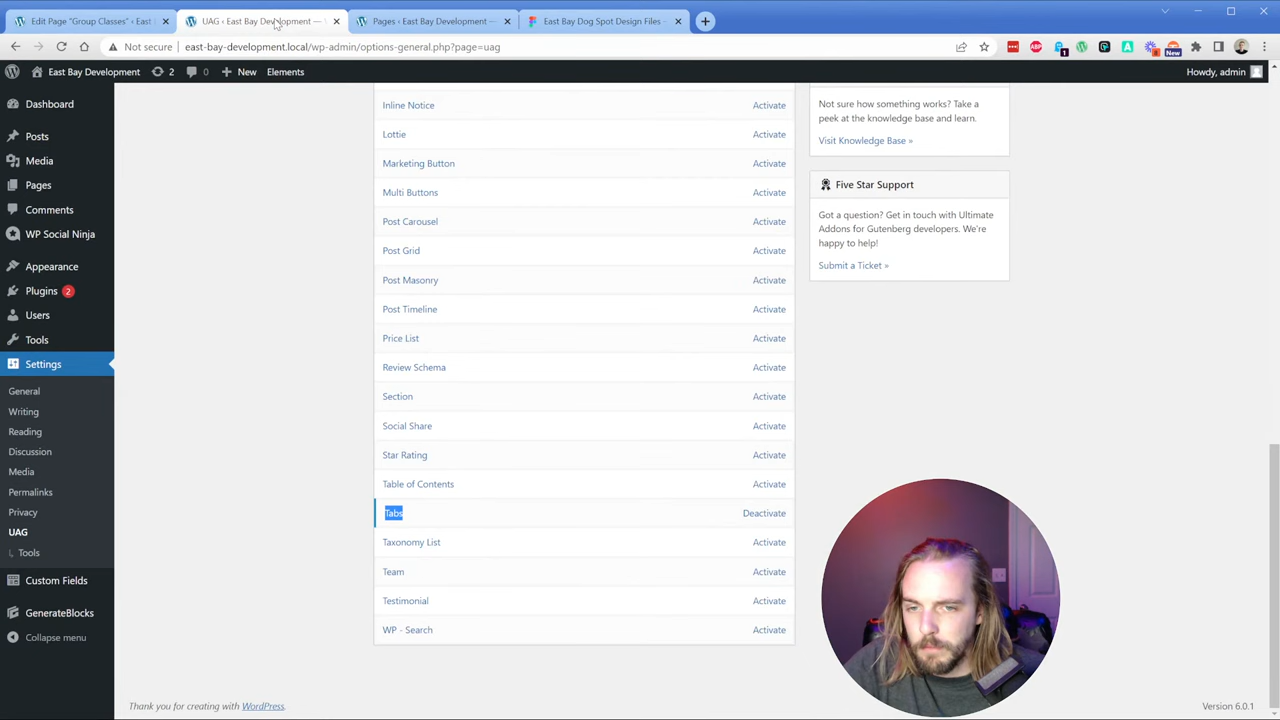 Edit Page "Group Classes" ‹ East
UAG ‹ East Bay Development —
Pages ‹ East Bay Development —
East Bay Dog Spot Design Files -
Not secure
east-bay-development.local/wp-admin/options-general.php?page=uag
New
East Bay Development
2
0
New
Elements
Howdy, admin
Dashboard
Posts
Media
Pages
Comments
WP Social Ninja
Appearance
Plugins 2
Users
Tools
Settings
General
Writing
Reading
Discussion
Media
Permalinks
Privacy
UAG
- Tools
Custom Fields
GenerateBlocks
Collapse menu
Inline Notice Activate
Lottie Activate
Marketing Button Activate
Multi Buttons Activate
Post Carousel Activate
Post Grid Activate
Post Masonry Activate
Post Timeline Activate
Price List Activate
Review Schema Activate
Section Activate
Social Share Activate
Star Rating Activate
Table of Contents Activate
Tabs Deactivate
Taxonomy List Activate
Team Activate
Testimonial Activate
WP - Search Activate
Not sure how something works? Take a
peek at the knowledge base and learn.
Visit Knowledge Base »
Five Star Support
Got a question? Get in touch with Ultimate
Addons for Gutenberg developers. We're
happy to help!
Submit a Ticket »
Thank you for creating with WordPress.
Version 6.0.1